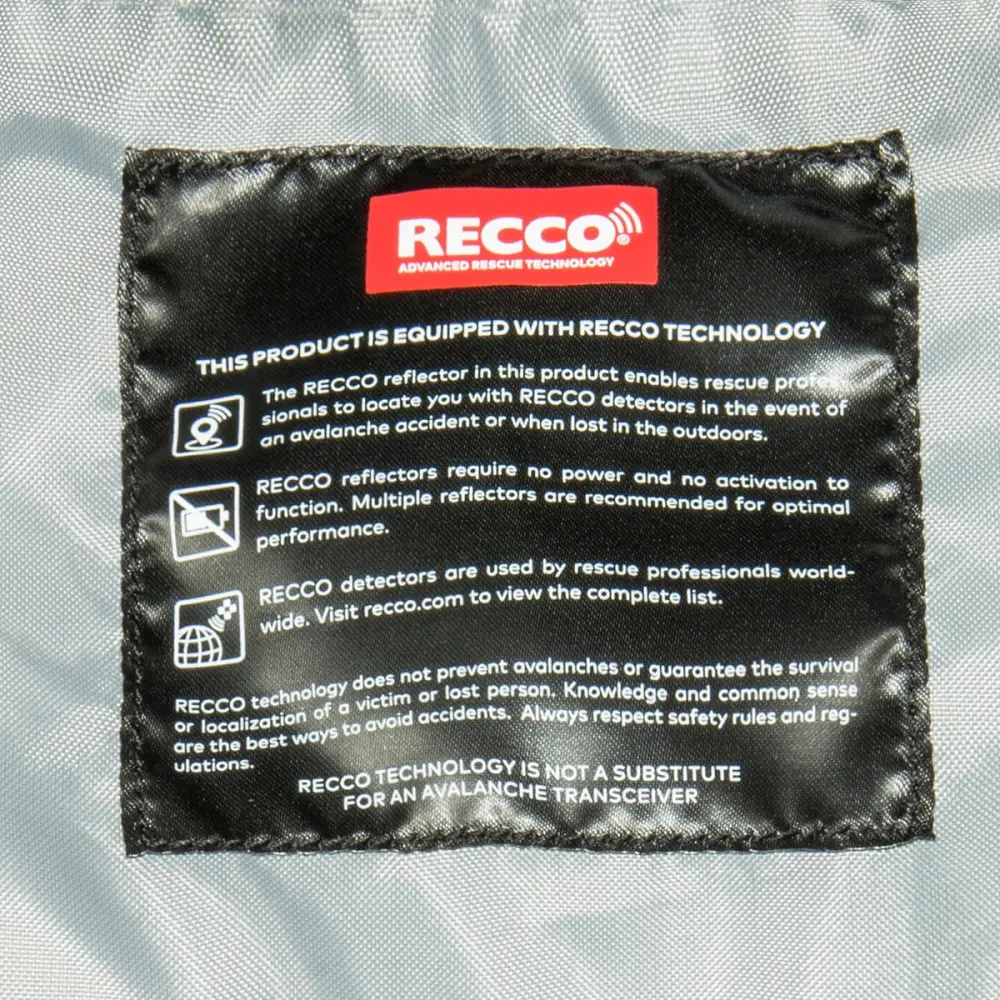 RECCO®
ADVANCED RESCUE TECHNOLOGY
THIS PRODUCT IS EQUIPPED WITH RECCO TECHNOLOGY
The RECCO reflector in this product enables rescue profes-
sionals to locate you with RECCO detectors in the event of
an avalanche accident or when lost in the outdoors.
RECCO reflectors require no power and no activation to
function. Multiple reflectors are recommended for optimal
performance.
RECCO detectors are used by rescue professionals world-
wide. Visit recco.com to view the complete list.
RECCO technology does not prevent avalanches or guarantee the survival
or localization of a victim or lost person. Knowledge and common sense
are the best ways to avoid accidents. Always respect safety rules and reg-
ulations.
RECCO TECHNOLOGY IS NOT A SUBSTITUTE
FOR AN AVALANCHE TRANSCEIVER